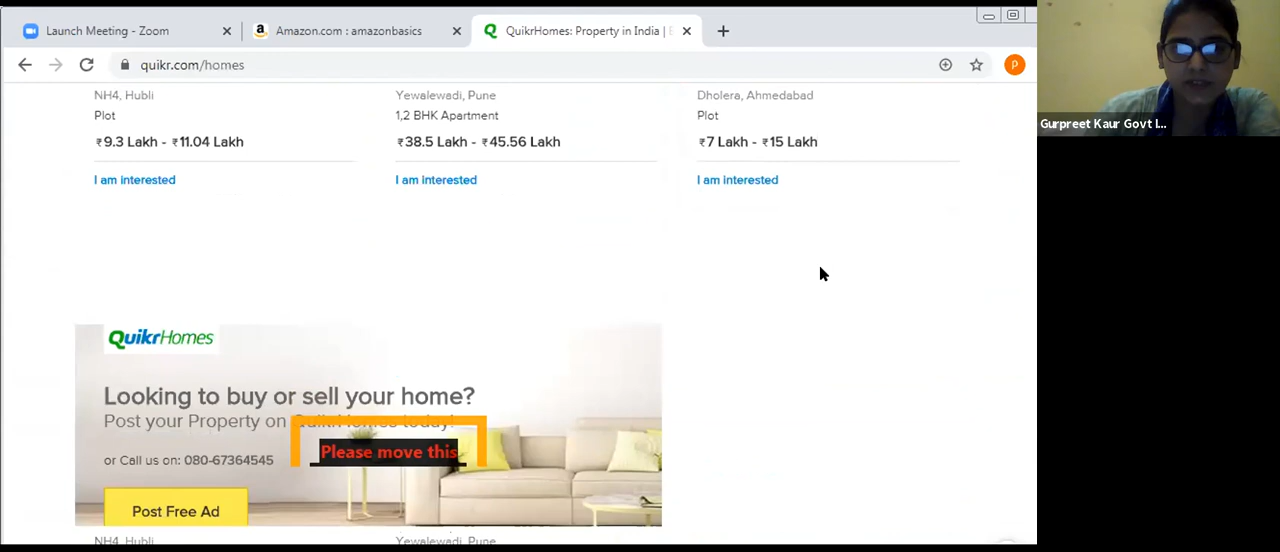 Launch Meeting - Zoom
Amazon.com : amazonbasics
QuikrHomes: Property in India |
quikr.com/homes
P
Gurpreet Kaur Govt I...
NH4, Hubli
Yewalewadi, Pune
Dholera, Ahmedabad
Plot
1,2 BHK Apartment
Plot
₹9.3 Lakh - ₹11.04 Lakh
₹38.5 Lakh - ₹45.56 Lakh
₹7 Lakh - ₹15 Lakh
I am interested
I am interested
I am interested
QuikrHomes
Looking to buy or sell your home?
Post your Property on QuikrHomes today!
Please move this
or Call us on: 080-67364545
Post Free Ad
NH4, Hubli
Yewalewadi, Pune